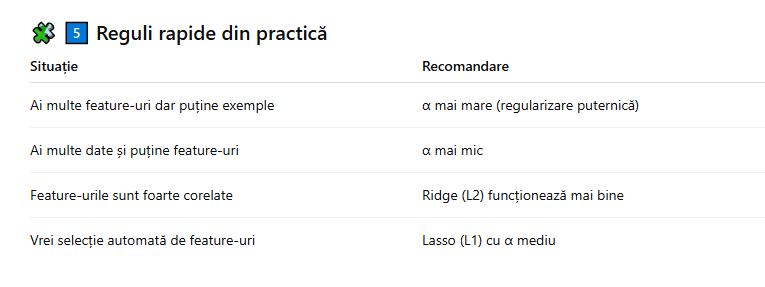 🧩 5️⃣ Reguli rapide din practică
Situație Recomandare
Ai multe feature-uri dar puține exemple α mai mare (regularizare puternică)
Ai multe date și puține feature-uri α mai mic
Feature-urile sunt foarte corelate Ridge (L2) funcționează mai bine
Vrei selecție automată de feature-uri Lasso (L1) cu α mediu